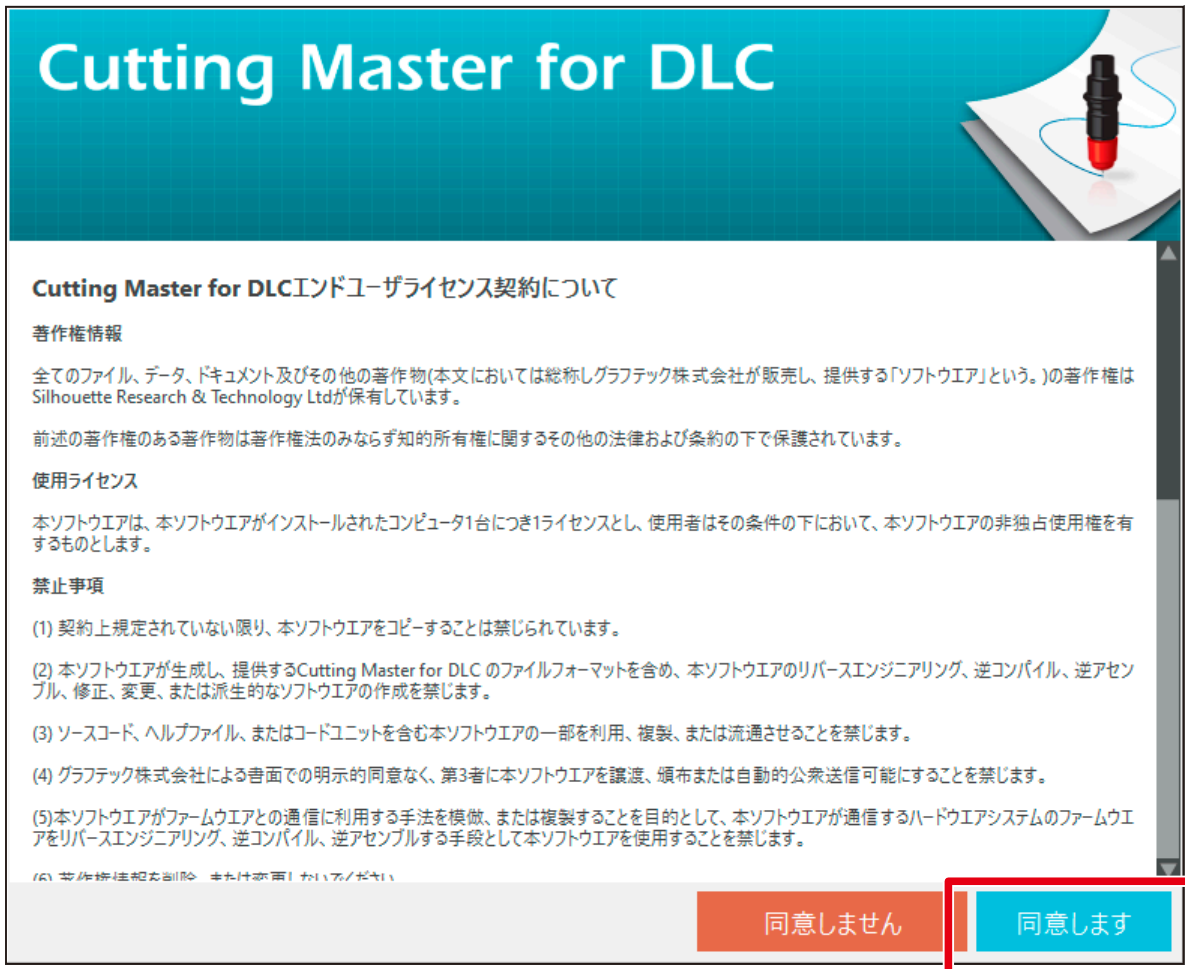 Cutting Master for DLC
Cutting Master for DLCエンドユーザライセンス契約について
著作権情報
全てのファイル、データ、ドキュメント及びその他の著作物(本文においては総称しグラフテック株式会社が販売し、提供する「ソフトウエア」という。)の著作権は
Silhouette Research & Technology Ltdが保有しています。
前述の著作権のある著作物は著作権法のみならず知的所有権に関するその他の法律および条約の下で保護されています。
使用ライセンス
本ソフトウエアは、本ソフトウエアがインストールされたコンピュータ1台につき1ライセンスとし、使用者はその条件の下において、本ソフトウエアの非独占使用権を有
するものとします。
禁止事項
(1) 契約上規定されていない限り、本ソフトウエアをコピーすることは禁じられています。
(2) 本ソフトウエアが生成し、提供するCutting Master for DLC のファイルフォーマットを含め、本ソフトウエアのリバースエンジニアリング、逆コンパイル、逆アセン
ブル、修正、変更、または派生的なソフトウエアの作成を禁じます。
(3) ソースコード、ヘルプファイル、またはコードユニットを含む本ソフトウエアの一部を利用、複製、または流通させることを禁じます。
(4) グラフテック株式会社による書面での明示的同意なく、第3者に本ソフトウエアを譲渡、頒布または自動的公衆送信可能にすることを禁じます。
(5)本ソフトウエアがファームウエアとの通信に利用する手法を模倣、または複製することを目的として、本ソフトウエアが通信するハードウエアシステムのファームウエ
アをリバースエンジニアリング、逆コンパイル、逆アセンブルする手段として本ソフトウエアを使用することを禁じます。
(6) 著作権情報を削除、または変更しないでください
同意しません
同意します